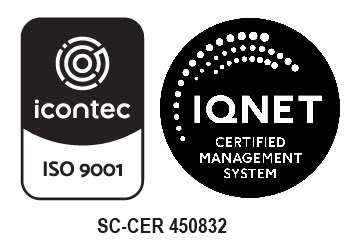 icontec
ISO 9001
IQNET
CERTIFIED
MANAGEMENT
SYSTEM
SC-CER 450832